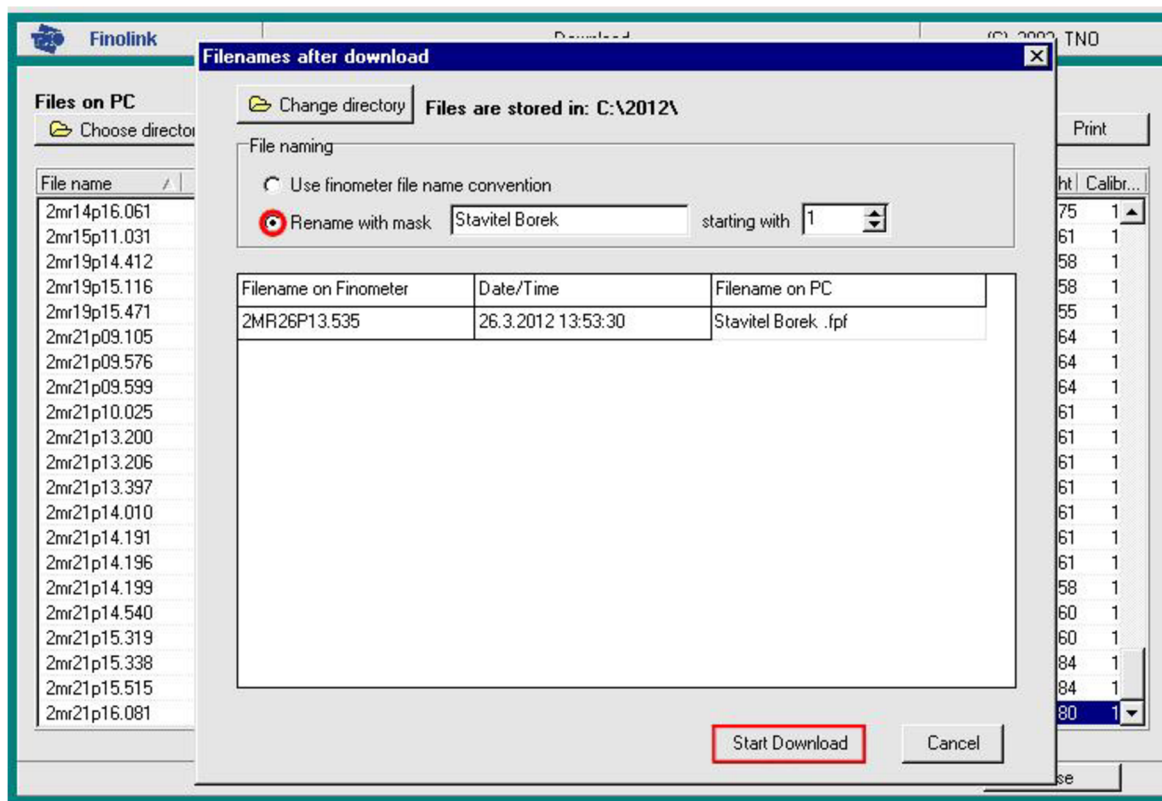 Finolink
TNO
Filenames after download
Change directory
Files are stored in: C:\2012\
Files on PC
Print
File naming
Use finometer file name convention
Rename with mask
Stavitel Borek
starting with
1
File name
Calibr...
Filename on Finometer
Date/Time
Filename on PC
2MR26P13.535
26.3.2012 13:53:30
Stavitel Borek .fpf
2mr14p16.061
75
1
2mr15p11.031
61
1
2mr19p14.412
58
1
2mr19p15.116
58
1
2mr19p15.471
55
1
2mr21p09.105
64
1
2mr21p09.576
64
1
2mr21p09.599
64
1
2mr21p10.025
61
1
2mr21p13.200
61
1
2mr21p13.206
61
1
2mr21p13.397
61
1
2mr21p14.010
61
1
2mr21p14.191
61
1
2mr21p14.196
61
1
2mr21p14.199
58
1
2mr21p14.540
60
1
2mr21p15.319
60
1
2mr21p15.338
84
1
2mr21p15.515
84
1
2mr21p16.081
80
1
Start Download
Cancel